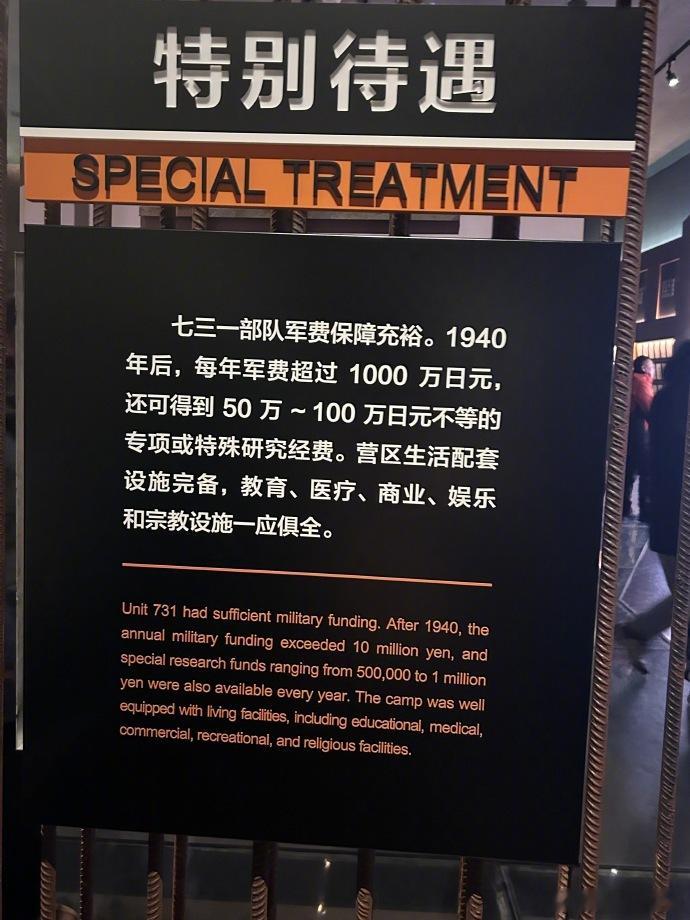 特别待遇
SPECIAL TREATMENT
七三一部队军费保障充裕。1940
年后，每年军费超过 1000 万日元，
还可得到 50 万 ~ 100 万日元不等的
专项或特殊研究经费。营区生活配套
设施完备，教育、医疗、商业、娱乐
和宗教设施一应俱全。
Unit 731 had sufficient military funding. After 1940, the
annual military funding exceeded 10 million yen, and
special research funds ranging from 500,000 to 1 million
yen were also available every year. The camp was well
equipped with living facilities, including educational, medical,
commercial, recreational, and religious facilities.